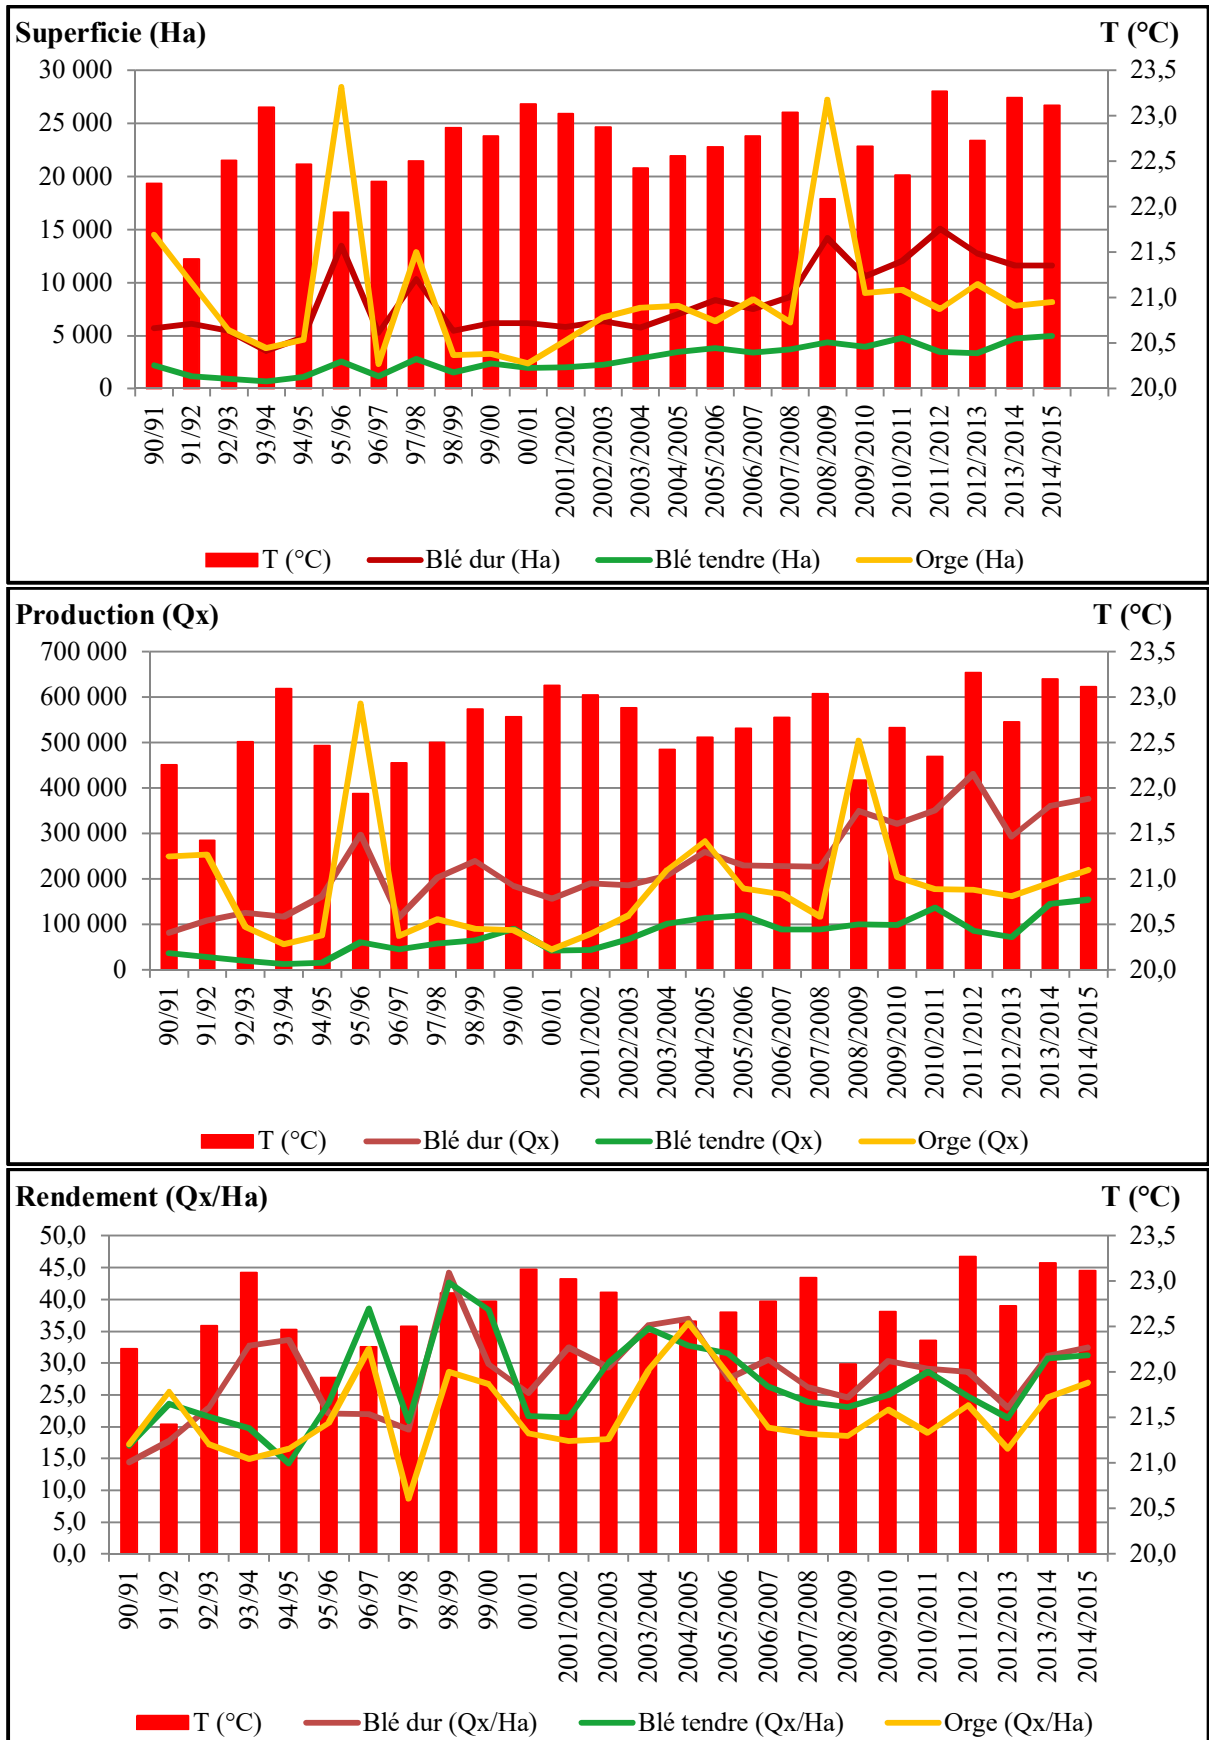 Superficie (Ha) T (°C)
30 000 23,5
25 000 23,0
20 000 22,5
15 000 22,0
10 000 21,5
5 000 21,0
0 20,5
20,0
90/91 91/92 92/93 93/94 94/95 95/96 96/97 97/98 98/99 99/00 00/01 2001/2002 2002/2003 2003/2004 2004/2005 2005/2006 2006/2007 2007/2008 2008/2009 2009/2010 2010/2011 2011/2012 2012/2013 2013/2014 2014/2015
T (°C) Blé dur (Ha) Blé tendre (Ha) Orge (Ha)
Production (Qx) T (°C)
700 000 23,5
600 000 23,0
500 000 22,5
400 000 22,0
300 000 21,5
200 000 21,0
100 000 20,5
0 20,0
90/91 91/92 92/93 93/94 94/95 95/96 96/97 97/98 98/99 99/00 00/01 2001/2002 2002/2003 2003/2004 2004/2005 2005/2006 2006/2007 2007/2008 2008/2009 2009/2010 2010/2011 2011/2012 2012/2013 2013/2014 2014/2015
T (°C) Blé dur (Qx) Blé tendre (Qx) Orge (Qx)
Rendement (Qx/Ha) T (°C)
50,0 23,5
45,0 23,0
40,0 22,5
35,0 22,0
30,0 21,5
25,0 21,0
20,0 20,5
15,0 20,0
10,0
5,0
0,0
90/91 91/92 92/93 93/94 94/95 95/96 96/97 97/98 98/99 99/00 00/01 2001/2002 2002/2003 2003/2004 2004/2005 2005/2006 2006/2007 2007/2008 2008/2009 2009/2010 2010/2011 2011/2012 2012/2013 2013/2014 2014/2015
T (°C) Blé dur (Qx/Ha) Blé tendre (Qx/Ha) Orge (Qx/Ha)